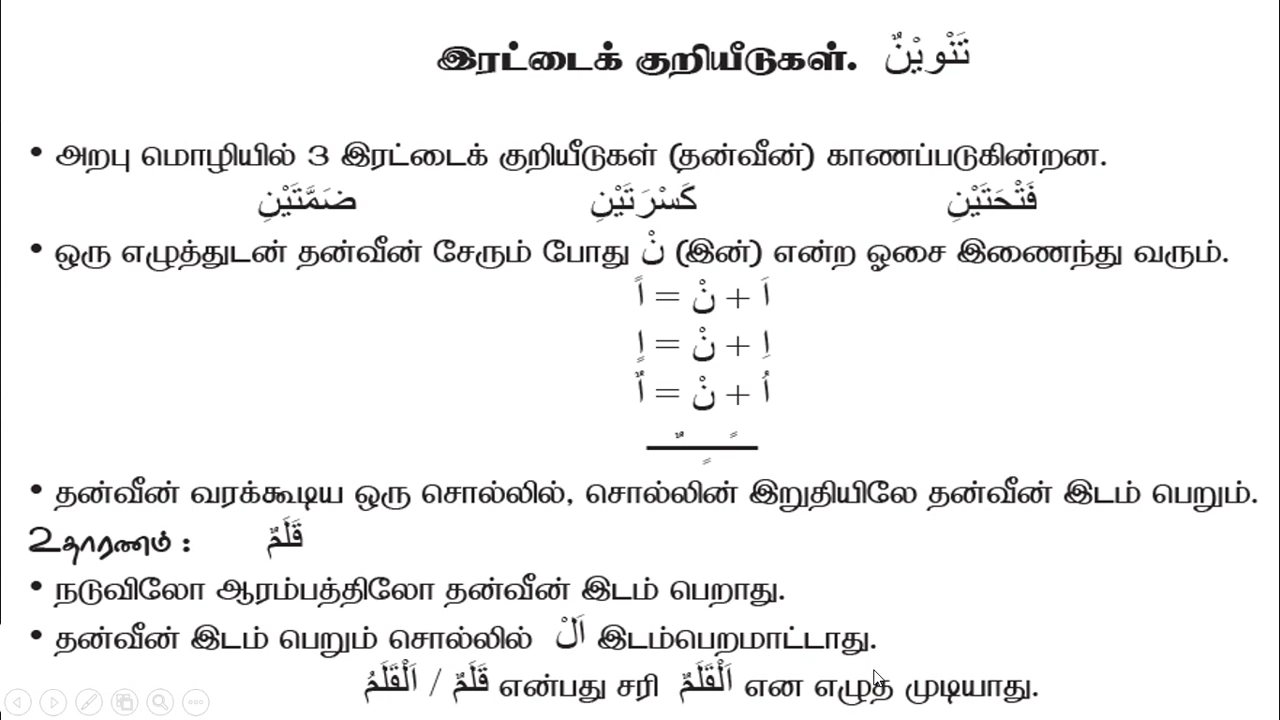 இரட்டைக் குறியீடுகள். تَنْوِيْنٌ
• அரபு மொழியில் 3 இரட்டைக் குறியீடுகள் (தன்வீன்) காணப்படுகின்றன.
فَتْحَتَيْنِ كَسْرَتَيْنِ ضَمَّتَيْنِ
• ஒரு எழுத்துடன் தன்வீன் சேரும் போது نْ (இன்) என்ற ஓசை இணைந்து வரும்.
اَ + نْ = اً
اِ + نْ = اٍ
اُ + نْ = اٌ
ً ٍ ٌ
• தன்வீன் வரக்கூடிய ஒரு சொல்லில், சொல்லின் இறுதியிலே தன்வீன் இடம் பெறும்.
உதாரணம் : قَلَمٌ
• நடுவிலோ ஆரம்பத்திலோ தன்வீன் இடம் பெறாது.
• தன்வீன் இடம் பெறும் சொல்லில் اَلْ இடம்பெறமாட்டாது.
اَلْقَلَمُ / قَلَمٌ என்பது சரி اَلْقَلَمٌ என எழுத முடியாது.